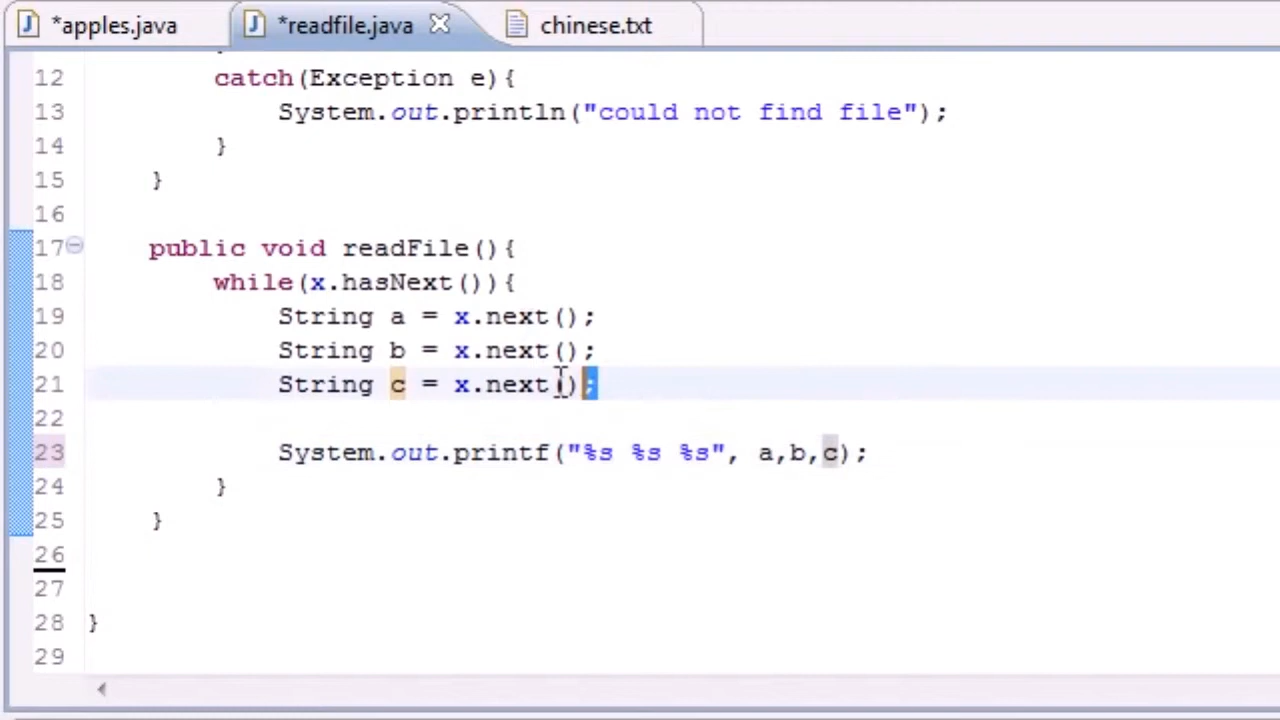 *apples.java
*readfile.java
chinese.txt
12 catch(Exception e){
13 System.out.println("could not find file");
14 }
15 }
16
17 public void readFile(){
18 while(x.hasNext()){
19 String a = x.next();
20 String b = x.next();
21 String c = x.next();
22
23 System.out.printf("%s %s %s", a,b,c);
24 }
25 }
26
27
28 }
29